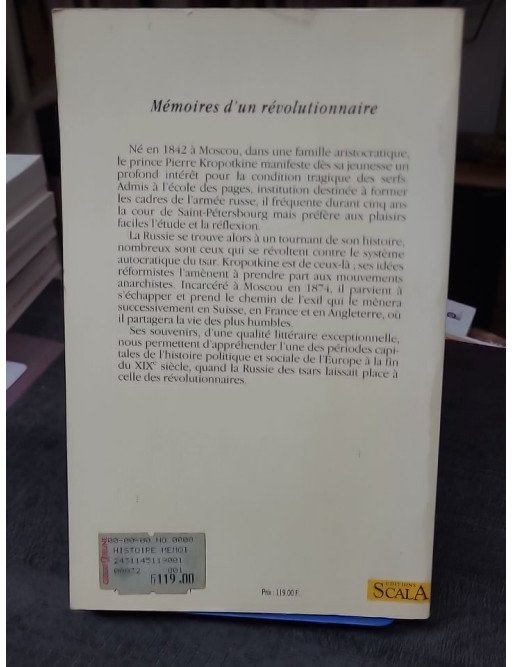 Mémoires d'un révolutionnaire
Né en 1842 à Moscou, dans une famille aristocratique,
le prince Pierre Kropotkine manifeste dès sa jeunesse un
profond intérêt pour la condition tragique des serfs.
Admis à l'école des pages, institution destinée à former
les cadres de l'armée russe, il fréquente durant cinq ans
la cour de Saint-Pétersbourg mais préfère aux plaisirs
faciles l'étude et la réflexion.
La Russie se trouve alors à un tournant de son histoire,
nombreux sont ceux qui se révoltent contre le système
autocratique du tsar. Kropotkine est de ceux-là ; ses idées
réformistes l'amènent à prendre part aux mouvements
anarchistes. Incarcéré à Moscou en 1874, il parvient à
s'échapper et prend le chemin de l'exil qui le mènera
successivement en Suisse, en France et en Angleterre, où
il partagera la vie des plus humbles.
Ses souvenirs, d'une qualité littéraire exceptionnelle,
nous permettent d'appréhender l'une des périodes capi-
tales de l'histoire politique et sociale de l'Europe à la fin
du XIXe siècle, quand la Russie des tsars laissait place à
celle des révolutionnaires.
00-00-00 NO 0000
HISTOIRE MEMOI
2431145119001
001
F119.00
Prix : 119,00 F.
EDITIONS
SCALA